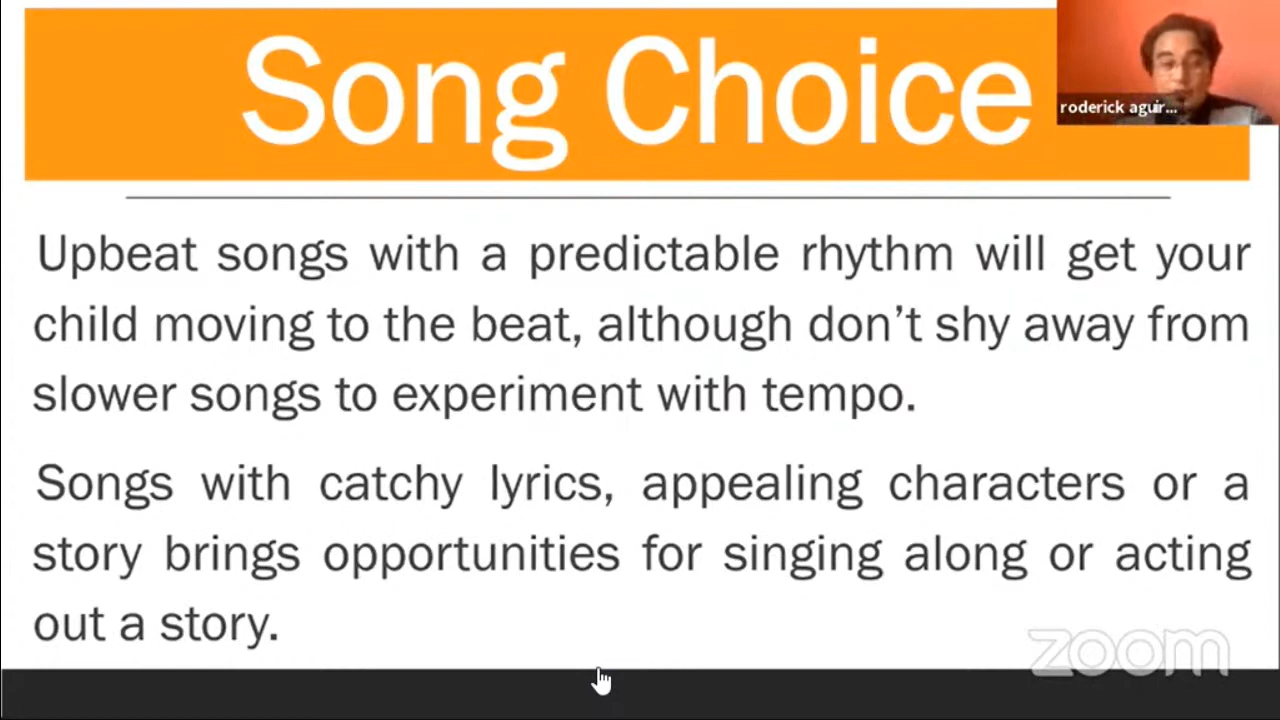 Song Choice
roderick aguir...
Upbeat songs with a predictable rhythm will get your
child moving to the beat, although don’t shy away from
slower songs to experiment with tempo.
Songs with catchy lyrics, appealing characters or a
story brings opportunities for singing along or acting
out a story.
zoom